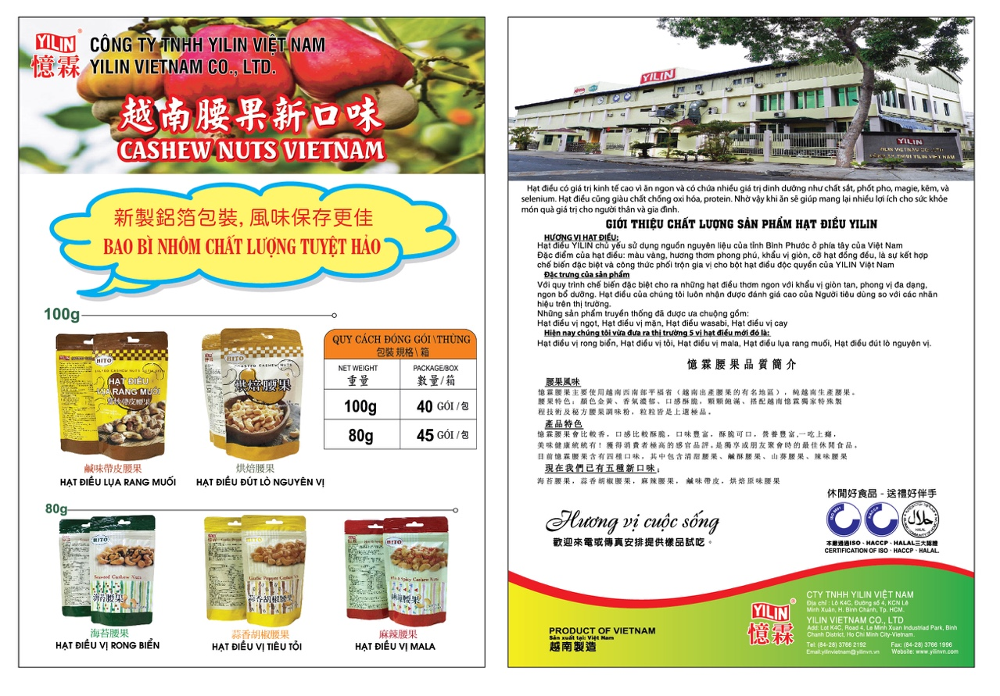 YILIN®
憶霖
CÔNG TY TNHH YILIN VIỆT NAM
YILIN VIETNAM CO., LTD.
越南腰果新口味
CASHEW NUTS VIETNAM
新製鋁箔包裝, 風味保存更佳
BAO BÌ NHÔM CHẤT LƯỢNG TUYỆT HẢO
100g
HITO
SALTED CASHEW NUTS WITH SKIN
HẠT ĐIỀU
LỤA RANG MUỐI
HITO
ROASTED CASHEW NUTS
烘焙腰果
鹹味帶皮腰果
HẠT ĐIỀU LỤA RANG MUỐI
烘焙腰果
HẠT ĐIỀU ĐÚT LÒ NGUYÊN VỊ
QUY CÁCH ĐÓNG GÓI \ THÙNG
包裝 規格 \ 箱
NET WEIGHT
重量
PACKAGE/BOX
數量 / 箱
100g
40 GÓI / 包
80g
45 GÓI / 包
80g
HITO
Seaweed Cashew Nuts
海苔腰果
HITO
Garlic Pepper Cashew Nuts
蒜香胡椒腰果
HITO
Hot & Spicy Cashew Nuts
麻辣腰果
海苔腰果
HẠT ĐIỀU VỊ RONG BIỂN
蒜香胡椒腰果
HẠT ĐIỀU VỊ TIÊU TỎI
麻辣腰果
HẠT ĐIỀU VỊ MALA
YILIN
YILIN
YILIN VIETNAM CO., LTD
CÔNG TY TNHH YILIN VIỆT NAM
Hạt điều có giá trị kinh tế cao vì ăn ngon và có chứa nhiều giá trị dinh dưỡng như chất sắt, phốt pho, magie, kẽm, và
selenium. Hạt điều cũng giàu chất chống oxi hóa, protein. Nhờ vậy khi ăn sẽ giúp mang lại nhiều lợi ích cho sức khỏe
món quà giá trị cho người thân và gia đình.
GIỚI THIỆU CHẤT LƯỢNG SẢN PHẨM HẠT ĐIỀU YILIN
HƯƠNG VỊ HẠT ĐIỀU:
Hạt điều YILIN chủ yếu sử dụng nguồn nguyên liệu của tỉnh Bình Phước ở phía tây của Việt Nam
Đặc điểm của hạt điều: màu vàng, hương thơm phong phú, khẩu vị giòn, cỡ hạt đồng đều, là sự kết hợp
chế biến đặc biệt và công thức phối trộn gia vị cho bột hạt điều độc quyền của YILIN Việt Nam
Đặc trưng của sản phẩm
Với quy trình chế biến đặc biệt cho ra những hạt điều thơm ngon với khẩu vị giòn tan, phong vị đa dạng,
ngon bổ dưỡng. Hạt điều của chúng tôi luôn nhận được đánh giá cao của Người tiêu dùng so với các nhãn
hiệu trên thị trường.
Những sản phẩm truyền thống đã được ưa chuộng gồm:
Hạt điều vị ngọt, Hạt điều vị mặn, Hạt điều wasabi, Hạt điều vị cay
Hiện nay chúng tôi vừa đưa ra thị trường 5 vị hạt điều mới đó là:
Hạt điều vị rong biển, Hạt điều vị tỏi, Hạt điều vị mala, Hạt điều lụa rang muối, Hạt điều đút lò nguyên vị.
憶霖腰果品質簡介
腰果風味
憶霖腰果主要使用越南西南部平福省（越南出產腰果的有名地區），純越南生產腰果。
腰果特色：顏色金黃、香氣濃郁、口感酥脆，顆顆飽滿、搭配越南憶霖獨家特殊製
程技術及秘方腰果調味粉，粒粒皆是上選極品。
產品特色
憶霖腰果會比較香，口感比較酥脆，口味豐富，酥脆可口，營養豐富,一吃上癮，
美味健康統統有！獲得消費者極高的感官品評。是獨享或朋友聚會時的最佳休閒食品。
目前憶霖腰果含有四種口味，其中包含清甜腰果、鹹酥腰果、山葵腰果、辣味腰果
現在我們已有五種新口味；
海苔腰果，蒜香胡椒腰果，麻辣腰果， 鹹味帶皮，烘焙原味腰果
Hương vị cuộc sống
歡迎來電或傳真安排提供樣品試吃。
休閒好食品 - 送禮好伴手
ISO 9001
HACCP
HALAL
本廠通過ISO、HACCP、HALAL三大認證
CERTIFICATION OF ISO、HACCP、HALAL.
PRODUCT OF VIETNAM
Sản xuất tại: Việt Nam
越南製造
YILIN®
憶霖
CTY TNHH YILIN VIỆT NAM
Địa chỉ : Lô K4C, Đường số 4, KCN Lê
Minh Xuân, H. Bình Chánh, Tp. HCM.
YILIN VIETNAM CO., LTD
Add: Lot K4C, Road 4, Le Minh Xuan Industriad Park, Binh
Chanh District, Ho Chi Minh City-Vietnam.
Tel: (84-28) 3766 2192 Fax: (84-28) 3766 1996
Email:yilinvietnam@yilinvn.vn Website: www.yilinvn.com